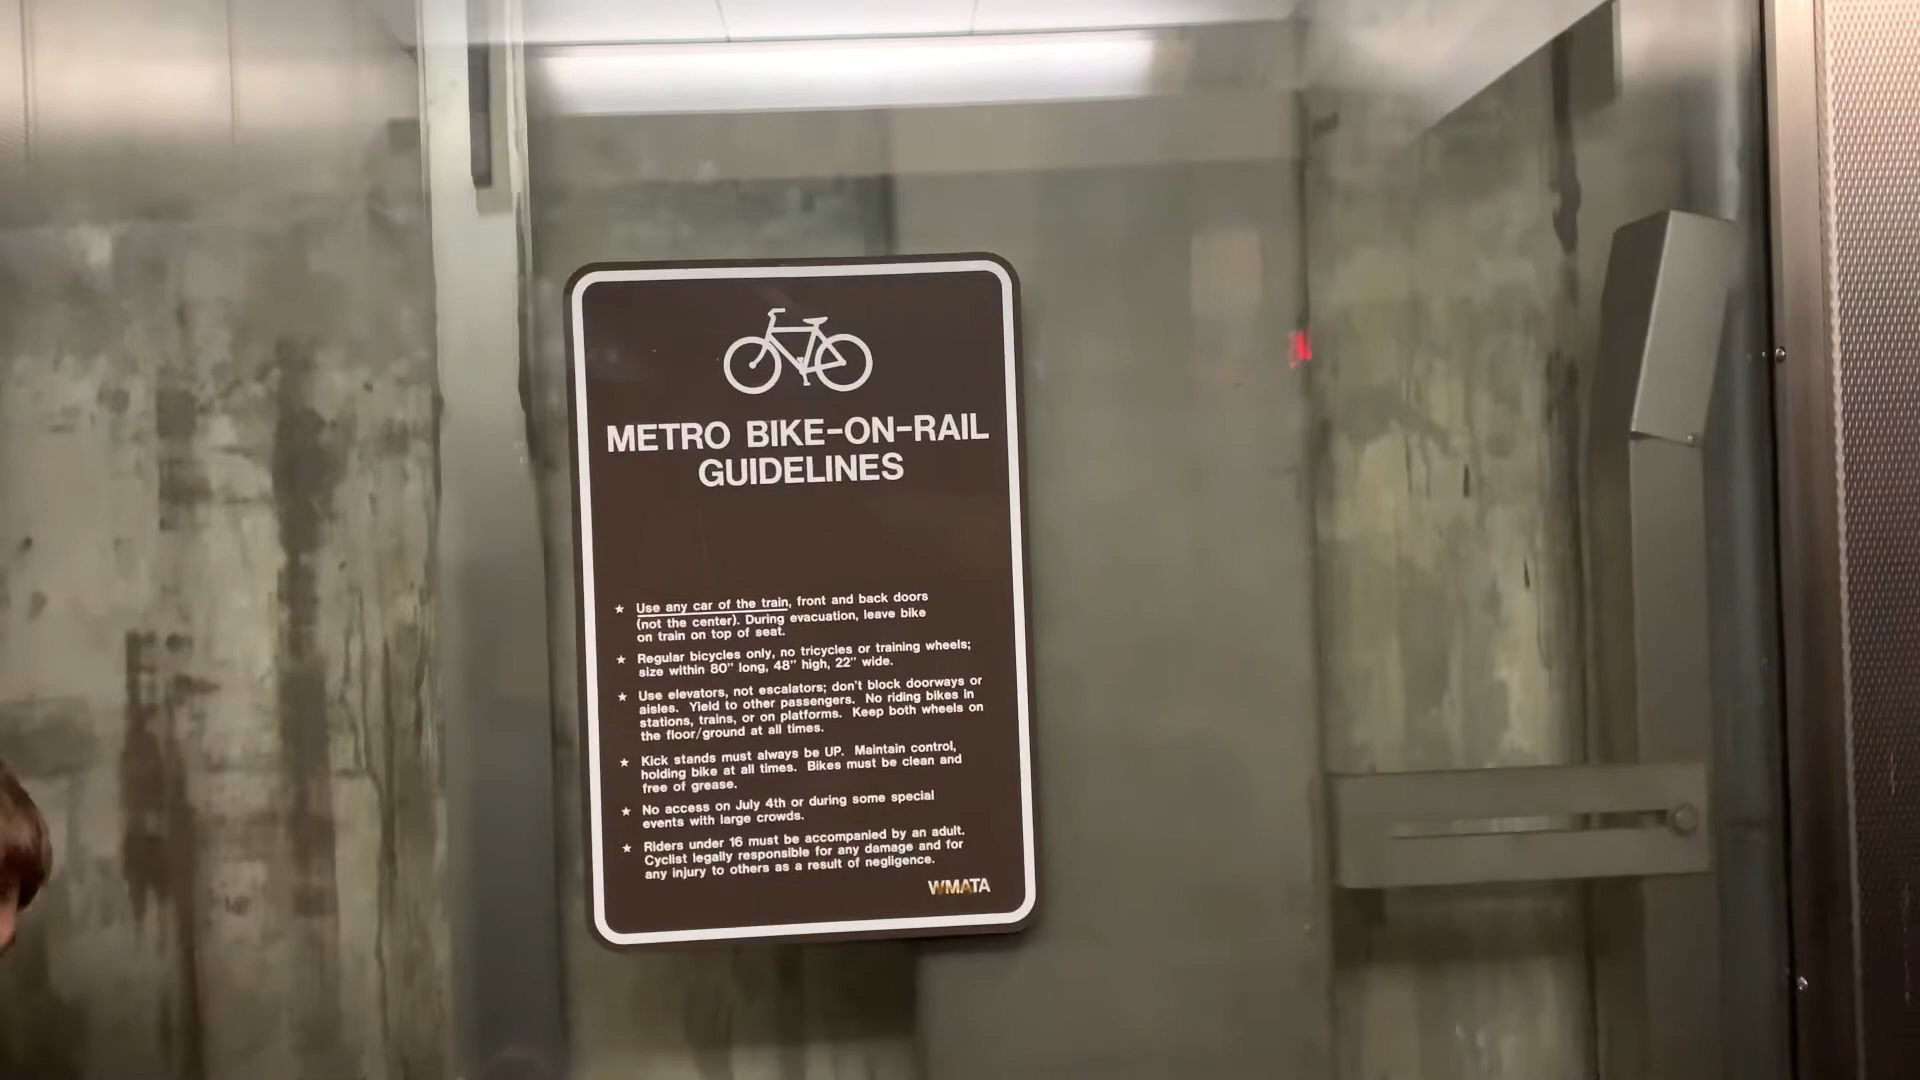 METRO BIKE-ON-RAIL
GUIDELINES
★ Use any car of the train, front and back doors
(not the center). During evacuation, leave bike
on train on top of seat.
★ Regular bicycles only, no tricycles or training wheels;
size within 80" long, 48" high, 22" wide.
★ Use elevators, not escalators; don't block doorways or
aisles. Yield to other passengers. No riding bikes in
stations, trains, or on platforms. Keep both wheels on
the floor/ground at all times.
★ Kick stands must always be UP. Maintain control,
holding bike at all times. Bikes must be clean and
free of grease.
★ No access on July 4th or during some special
events with large crowds.
★ Riders under 16 must be accompanied by an adult.
Cyclist legally responsible for any damage and for
any injury to others as a result of negligence.
WMATA